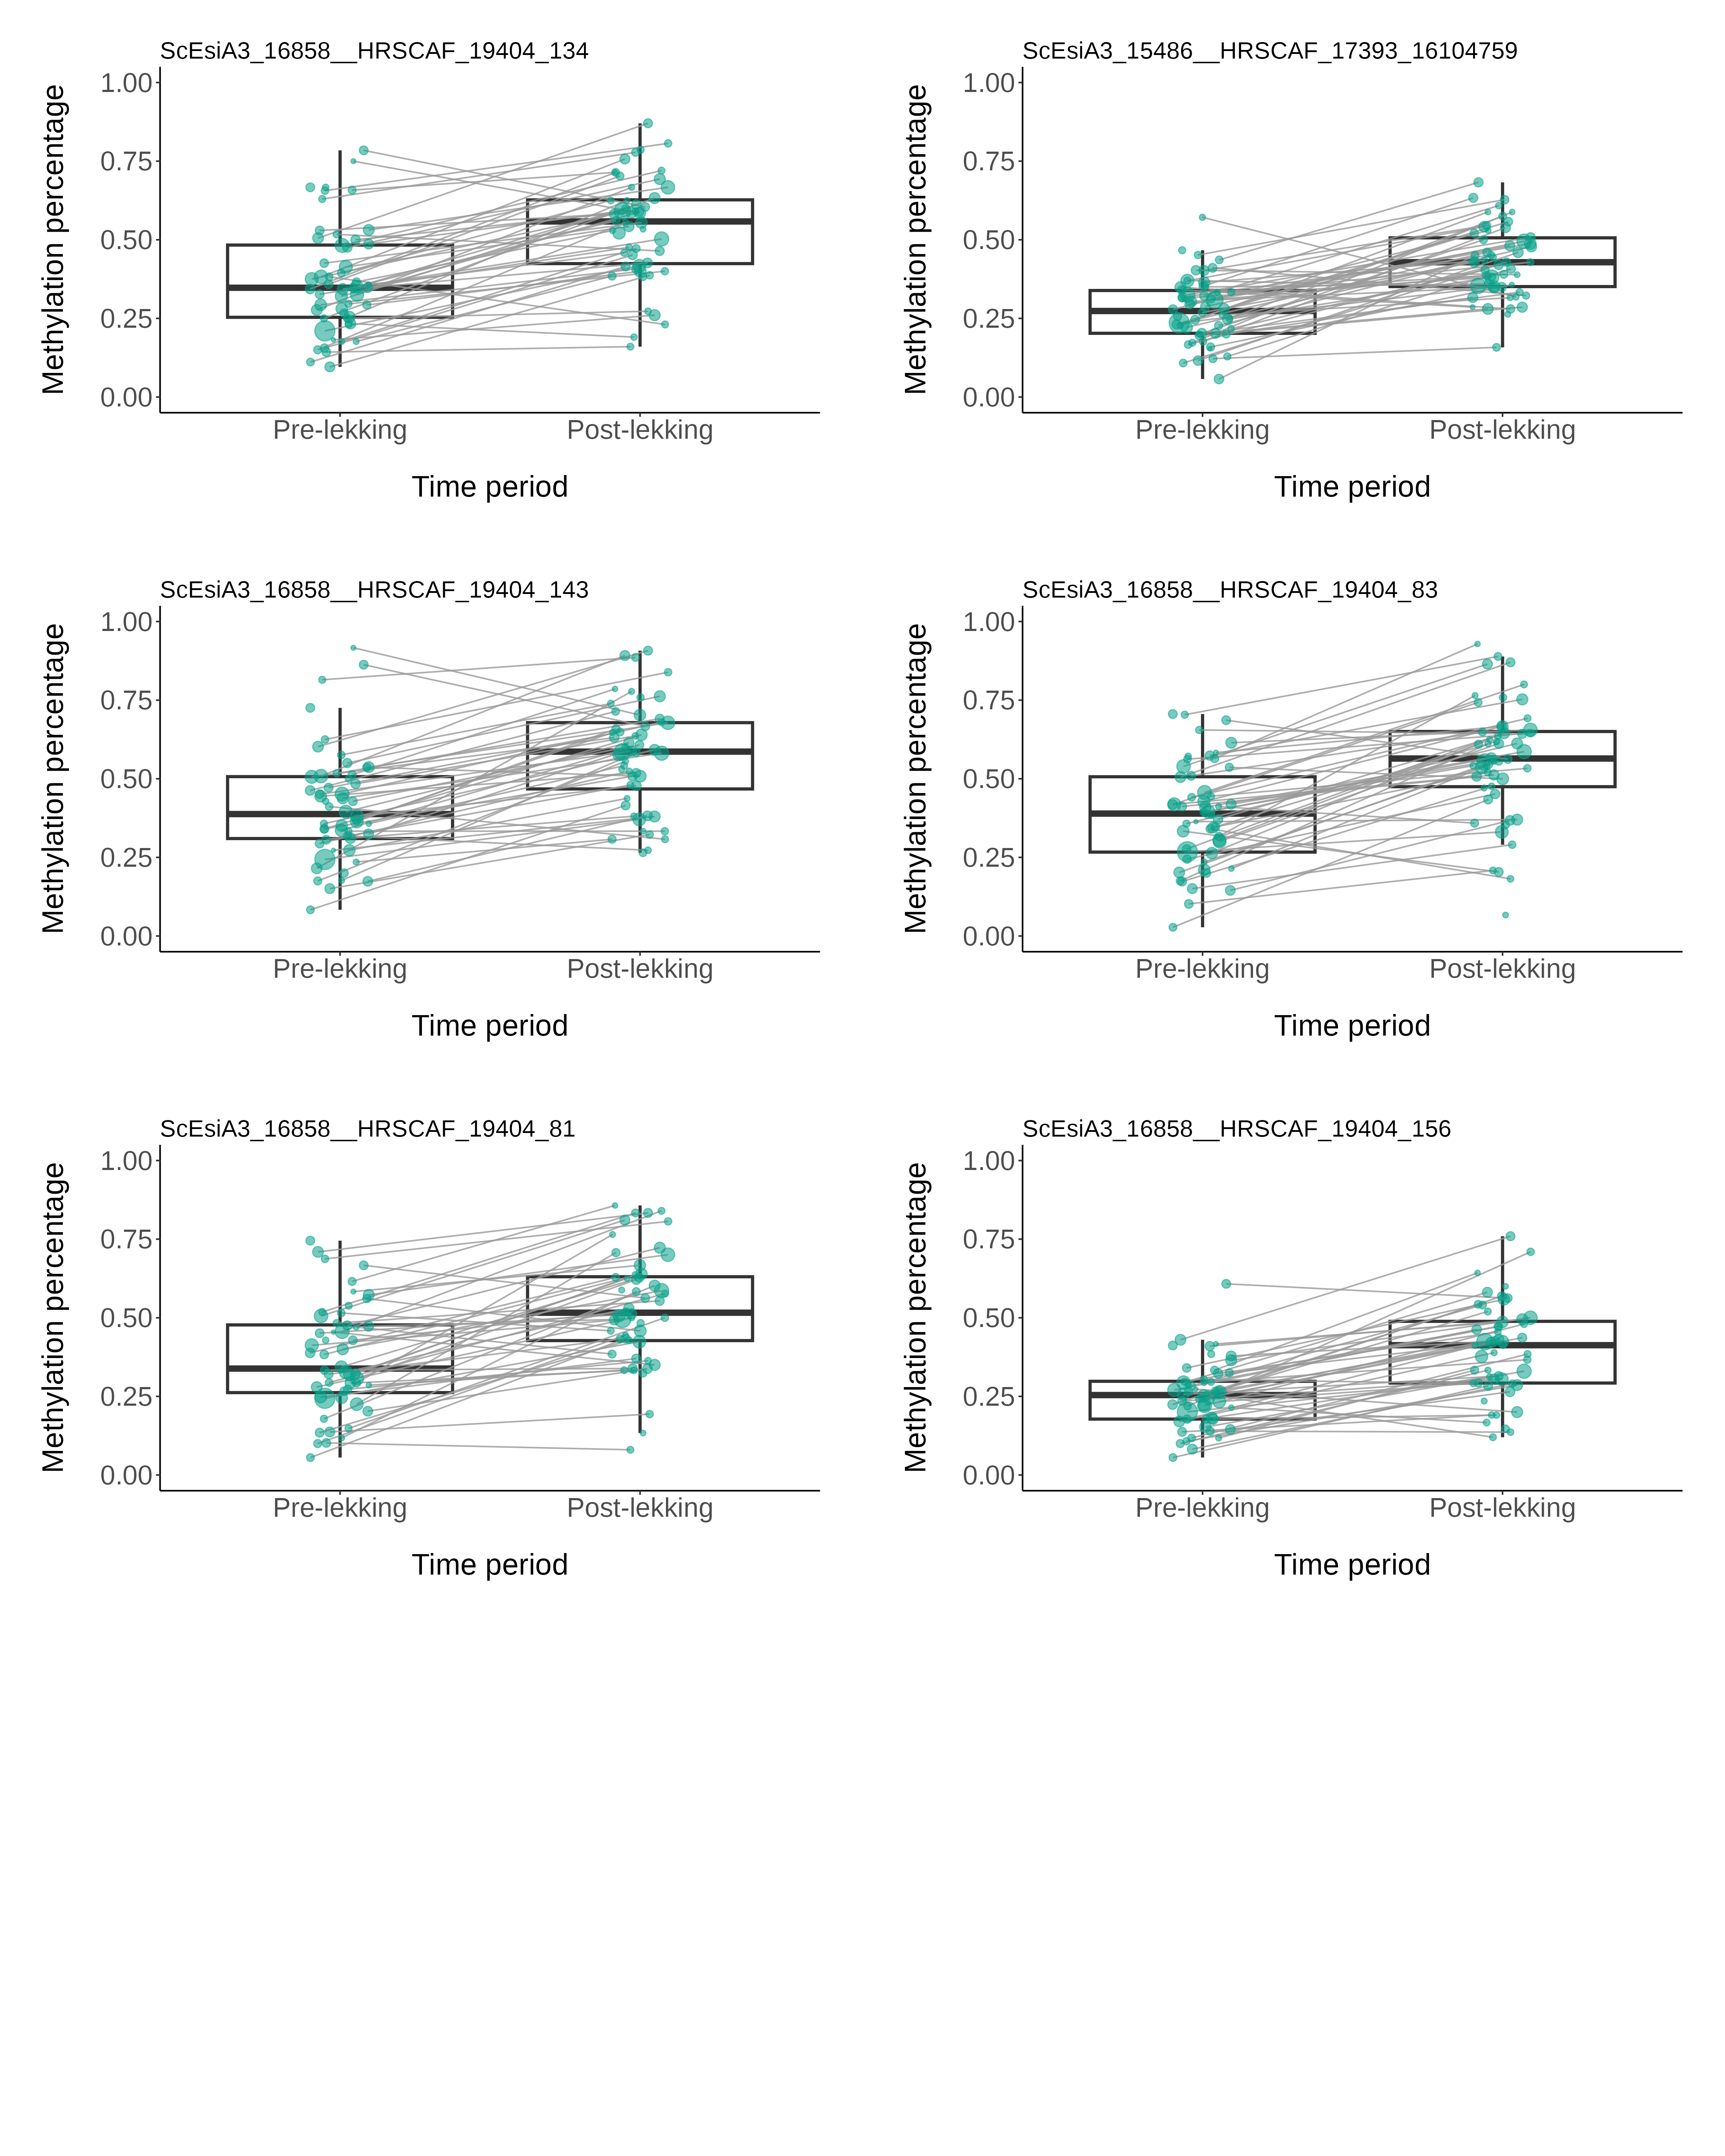 ScEsiA3_16858__HRSCAF_19404_134
Methylation percentage
1.00
0.75
0.50
0.25
0.00
Pre-lekking Post-lekking
Time period
ScEsiA3_15486__HRSCAF_17393_16104759
Methylation percentage
1.00
0.75
0.50
0.25
0.00
Pre-lekking Post-lekking
Time period
ScEsiA3_16858__HRSCAF_19404_143
Methylation percentage
1.00
0.75
0.50
0.25
0.00
Pre-lekking Post-lekking
Time period
ScEsiA3_16858__HRSCAF_19404_83
Methylation percentage
1.00
0.75
0.50
0.25
0.00
Pre-lekking Post-lekking
Time period
ScEsiA3_16858__HRSCAF_19404_81
Methylation percentage
1.00
0.75
0.50
0.25
0.00
Pre-lekking Post-lekking
Time period
ScEsiA3_16858__HRSCAF_19404_156
Methylation percentage
1.00
0.75
0.50
0.25
0.00
Pre-lekking Post-lekking
Time period